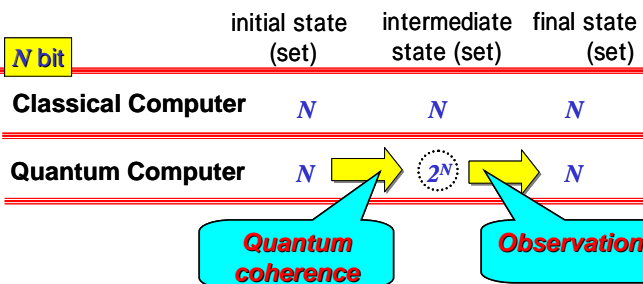 initial state intermediate final state
(set) state (set) (set)
N bit
Classical Computer N N N
Quantum Computer N 2^N N
Quantum Observation
coherence